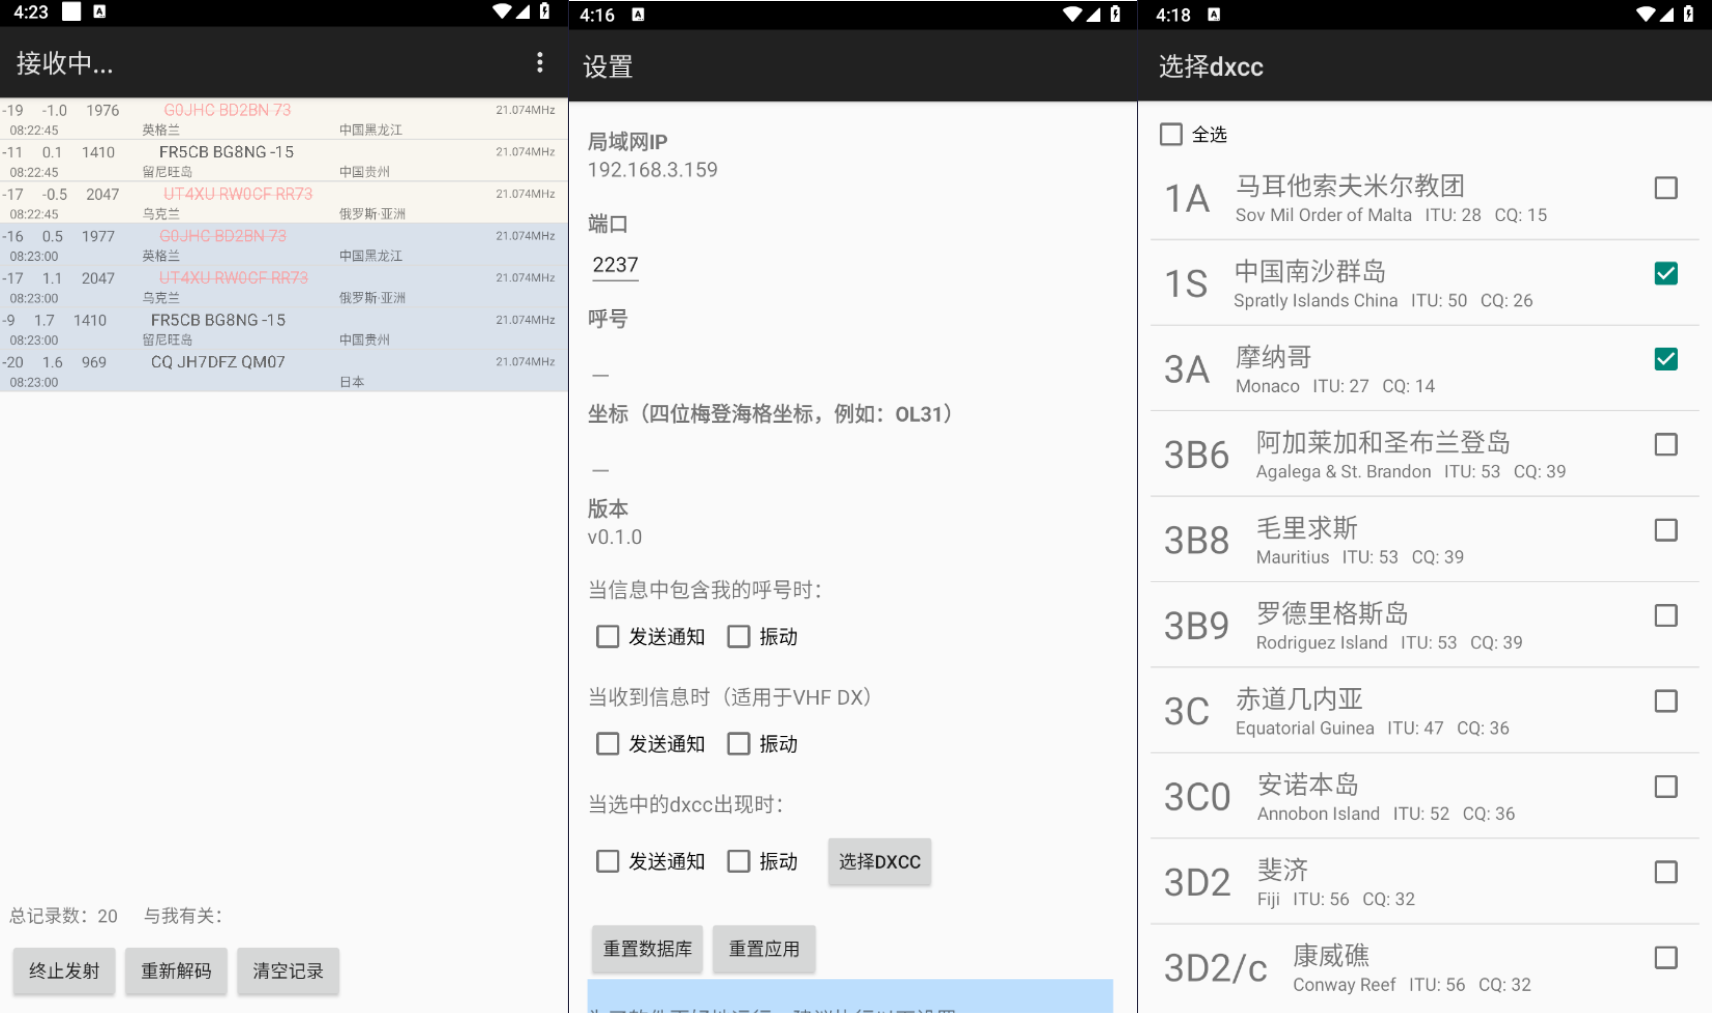 4:23
接收中...
-19 -1.0 1976 G0JHC BD2BN 73 21.074MHz
08:22:45 英格兰 中国黑龙江
-11 0.1 1410 FR5CB BG8NG -15 21.074MHz
08:22:45 留尼旺岛 中国贵州
-17 -0.5 2047 UT4XU RW0CF RR73 21.074MHz
08:22:45 乌克兰 俄罗斯·亚洲
-16 0.5 1977 G0JHC BD2BN 73 21.074MHz
08:23:00 英格兰 中国黑龙江
-17 1.1 2047 UT4XU RW0CF RR73 21.074MHz
08:23:00 乌克兰 俄罗斯·亚洲
-9 1.7 1410 FR5CB BG8NG -15 21.074MHz
08:23:00 留尼旺岛 中国贵州
-20 1.6 969 CQ JH7DFZ QM07 21.074MHz
08:23:00 日本
总记录数：20 与我有关：
终止发射 重新解码 清空记录
4:16
设置
局域网IP
192.168.3.159
端口
2237
呼号
坐标（四位梅登海格坐标，例如：OL31）
版本
v0.1.0
当信息中包含我的呼号时：
发送通知 振动
当收到信息时（适用于VHF DX）
发送通知 振动
当选中的dxcc出现时：
发送通知 振动 选择DXCC
重置数据库 重置应用
4:18
选择dxcc
全选
1A 马耳他索夫米尔教团
Sov Mil Order of Malta ITU: 28 CQ: 15
1S 中国南沙群岛
Spratly Islands China ITU: 50 CQ: 26
3A 摩纳哥
Monaco ITU: 27 CQ: 14
3B6 阿加莱加和圣布兰登岛
Agalega & St. Brandon ITU: 53 CQ: 39
3B8 毛里求斯
Mauritius ITU: 53 CQ: 39
3B9 罗德里格斯岛
Rodriguez Island ITU: 53 CQ: 39
3C 赤道几内亚
Equatorial Guinea ITU: 47 CQ: 36
3C0 安诺本岛
Annobon Island ITU: 52 CQ: 36
3D2 斐济
Fiji ITU: 56 CQ: 32
3D2/c 康威礁
Conway Reef ITU: 56 CQ: 32